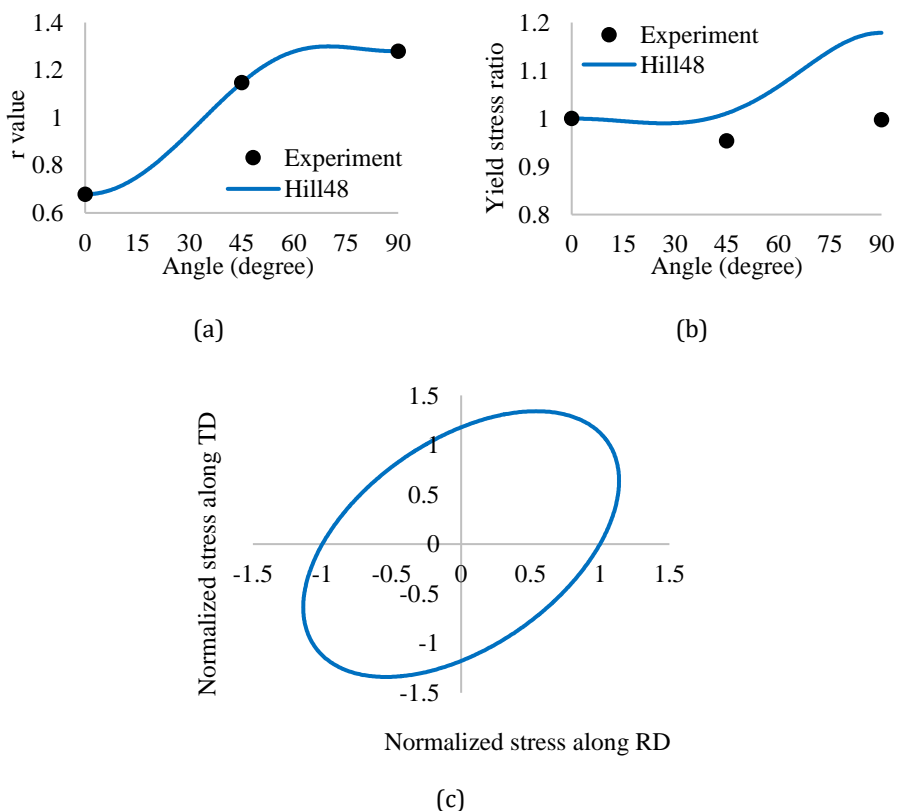 1.4
1.2
1
0.8
0.6
r value
Experiment
Hill48
0 15 30 45 60 75 90
Angle (degree)
(a)
1.2
1.1
1
0.9
0.8
Yield stress ratio
Experiment
Hill48
0 15 30 45 60 75 90
Angle (degree)
(b)
1.5
1
0.5
0
-0.5
-1
-1.5
Normalized stress along TD
-1.5 -1 -0.5 0 0.5 1 1.5
Normalized stress along RD
(c)